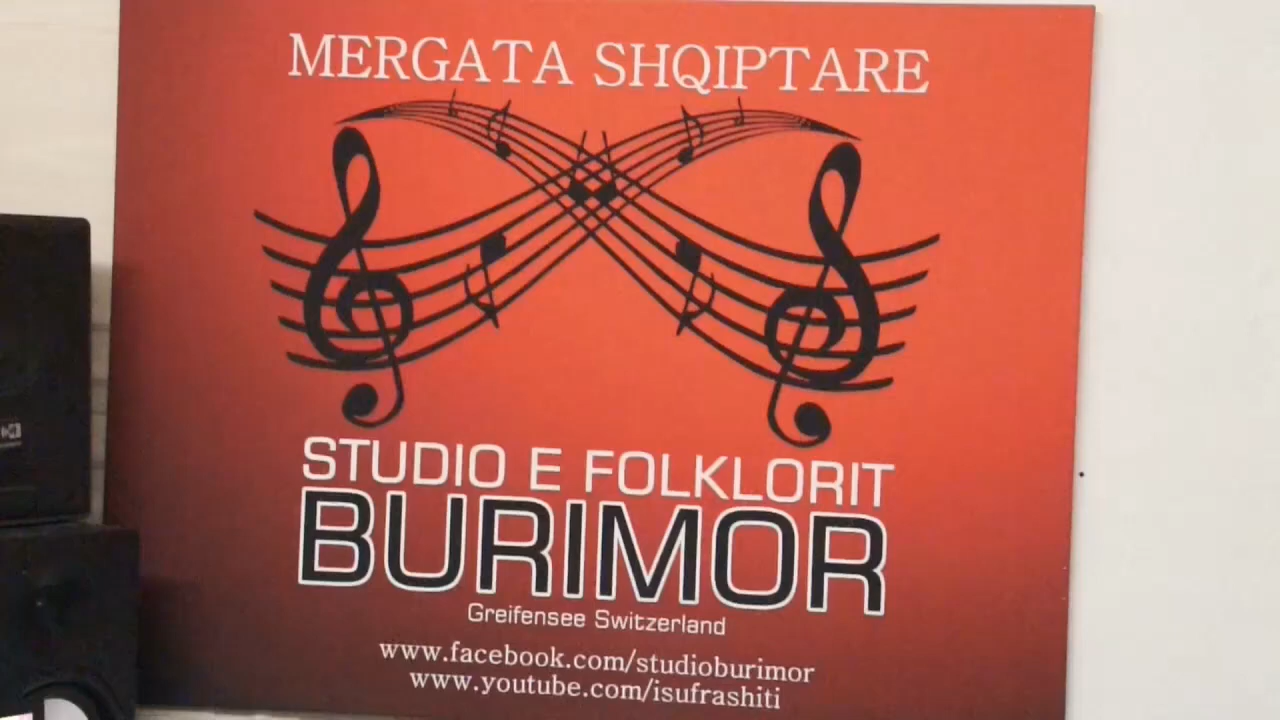 MERGATA SHQIPTARE
STUDIO E FOLKLORIT
BURIMOR
Greifensee Switzerland
www.facebook.com/studioburimor
www.youtube.com/isufrashiti